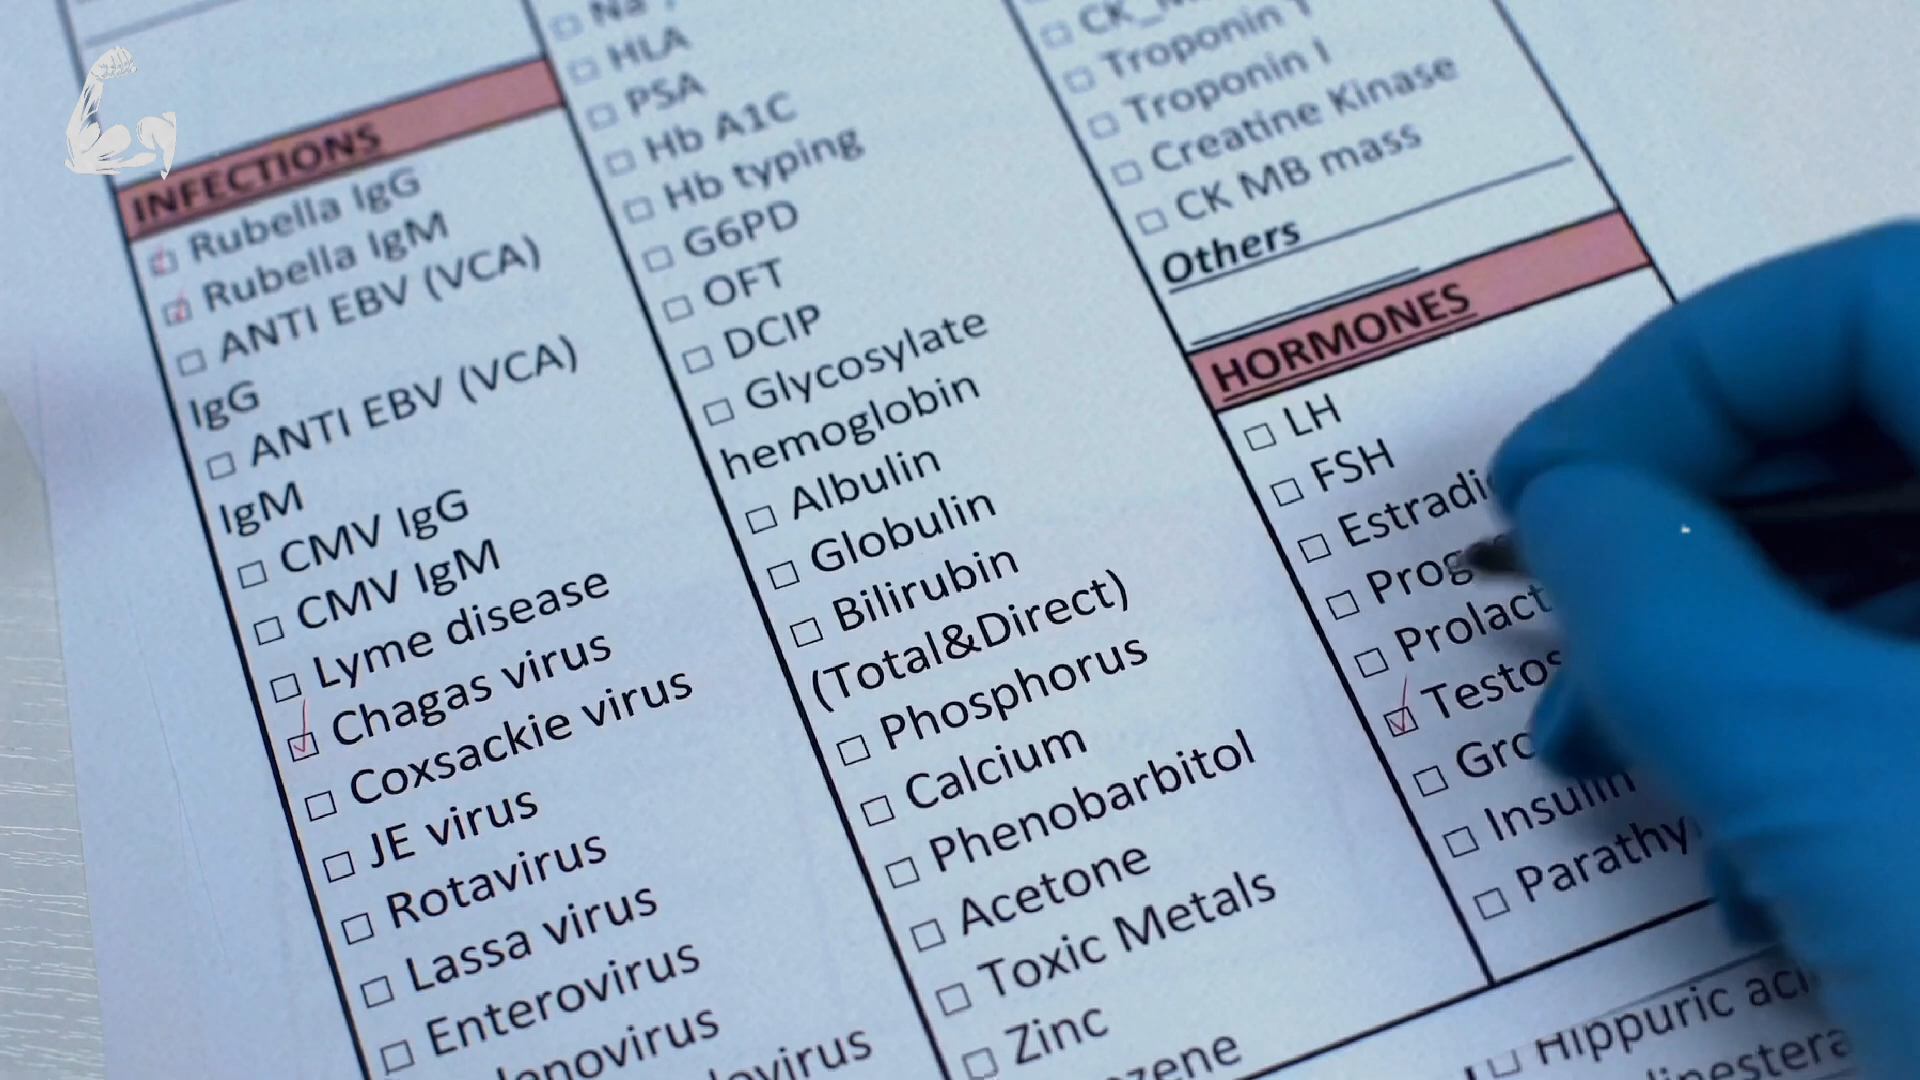 INFECTIONS
Rubella IgG
Rubella IgM
ANTI EBV (VCA)
IgG
ANTI EBV (VCA)
IgM
CMV IgG
CMV IgM
Lyme disease
Chagas virus
Coxsackie virus
JE virus
Rotavirus
Lassa virus
Enterovirus
HLA
PSA
Hb A1C
Hb typing
G6PD
OFT
DCIP
Glycosylate
hemoglobin
Albulin
Globulin
Bilirubin
(Total&Direct)
Phosphorus
Calcium
Phenobarbitol
Acetone
Toxic Metals
Zinc
Troponin T
Troponin I
Creatine Kinase
CK MB mass
Others
HORMONES
LH
FSH
Insulin
Hippuric